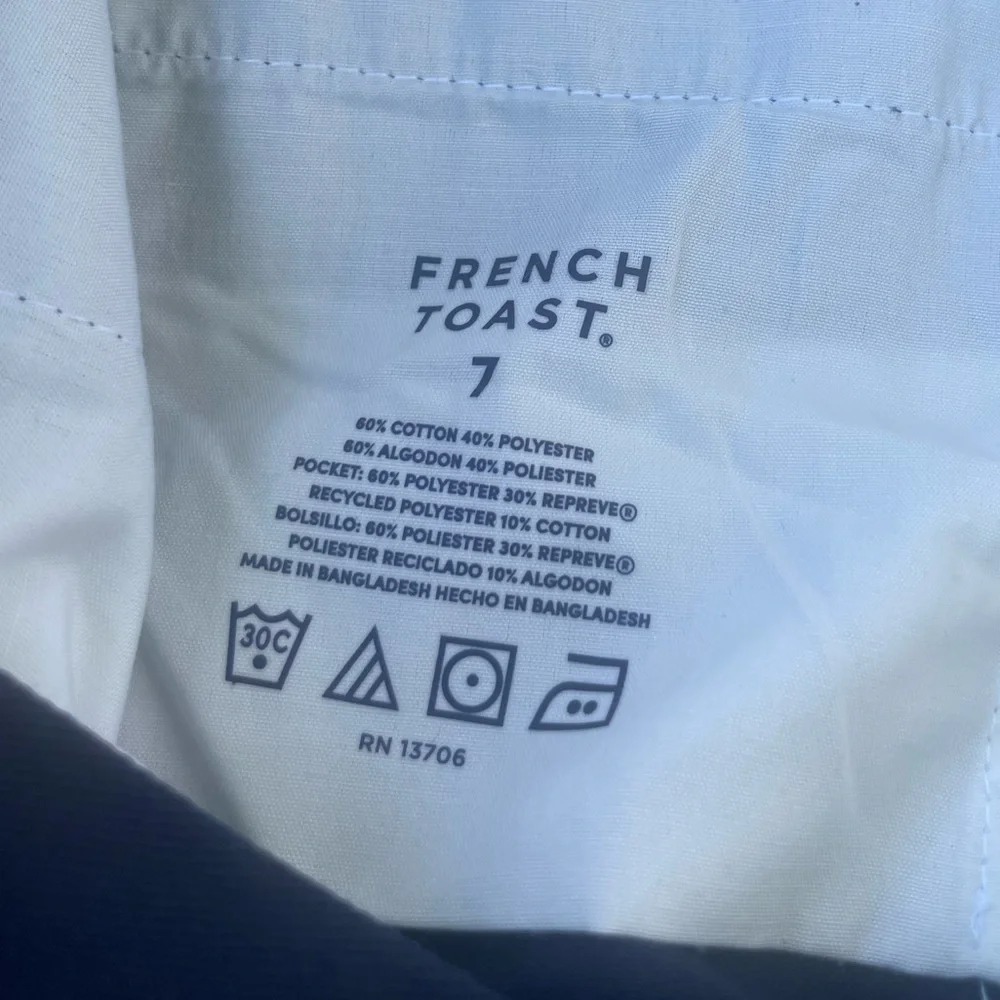 FRENCH
TOAST®
7
60% COTTON 40% POLYESTER
60% ALGODON 40% POLIESTER
POCKET: 60% POLYESTER 30% REPREVE®
RECYCLED POLYESTER 10% COTTON
BOLSILLO: 60% POLIESTER 30% REPREVE®
POLIESTER RECICLADO 10% ALGODON
MADE IN BANGLADESH HECHO EN BANGLADESH
30C
RN 13706